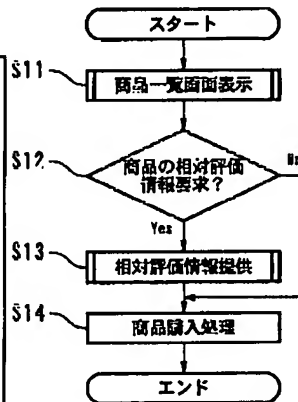 スタート
S11
商品一覧画面表示
S12
商品の相対評価
情報要求?
No
Yes
S13
相対評価情報提供
S14
商品購入処理
エンド